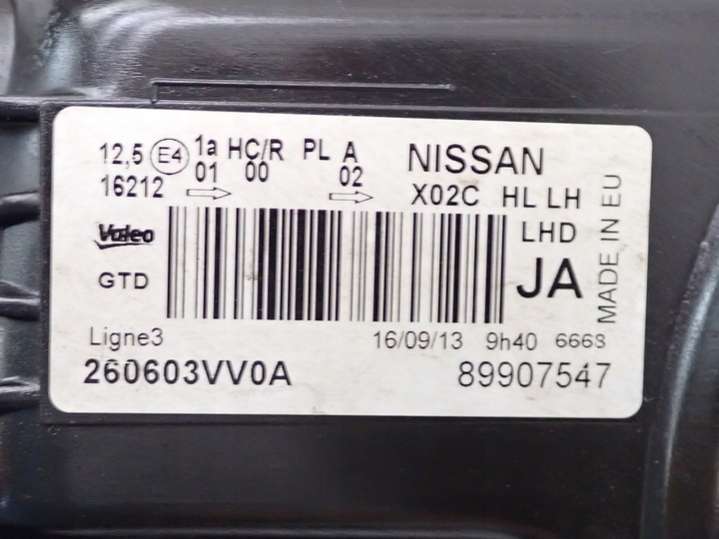 12,5 E4 1a HC/R PL A NISSAN
01 00 02
16212 X02C HL LH
Valeo LHD
GTD JA
MADE IN EU
Ligne3 16/09/13 9h40 666S
260603VV0A 89907547